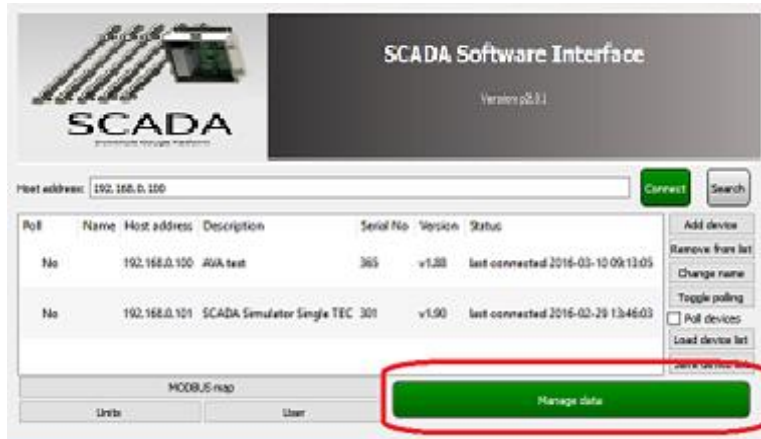 SCADA Software Interface
SCADA
Host address: 192.168.0.100 Connect Search
Poll Name Host address Description Serial No Version Status
No 192.168.0.100 AVA test 365 v1.88 last connected 2016-03-10 09:13:05
No 192.168.0.101 SCADA Simulator Single TEC 301 v1.90 last connected 2016-02-29 13:46:03
Add device
Remove from list
Change name
Toggle polling
Poll devices
Load device list
Save device list
MODBUS map
Units User
Manage data